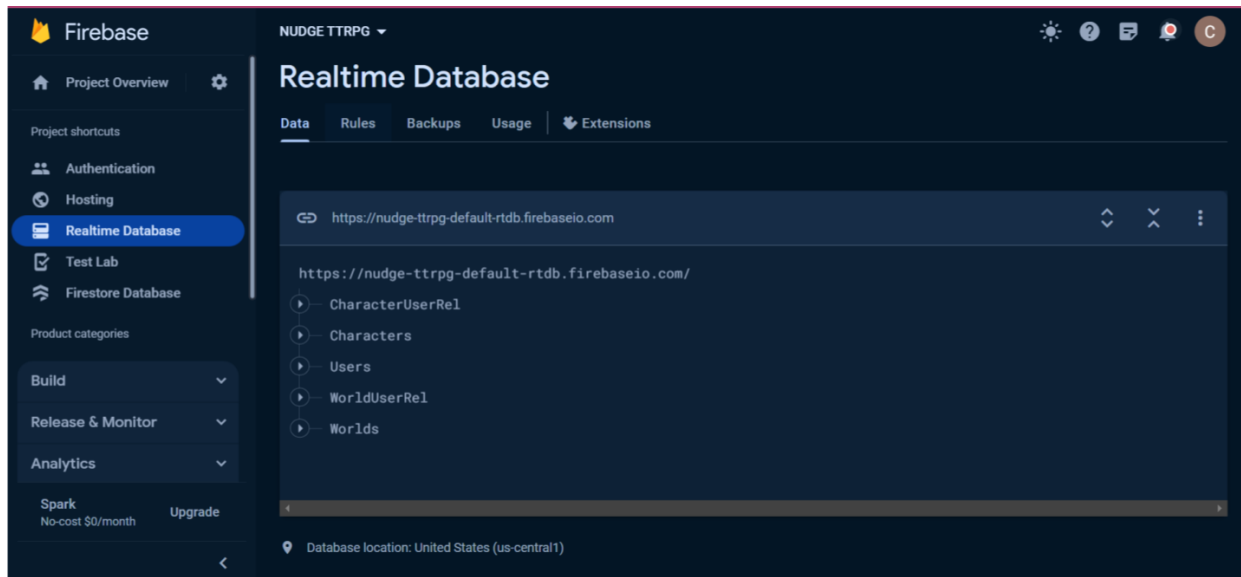 Firebase
Project Overview
Project shortcuts
Authentication
Hosting
Realtime Database
Test Lab
Firestore Database
Product categories
Build
Release & Monitor
Analytics
Spark
No-cost $0/month
Upgrade
NUDGE TTRPG
C
Realtime Database
Data Rules Backups Usage Extensions
https://nudge-ttrpg-default-rtdb.firebaseio.com
https://nudge-ttrpg-default-rtdb.firebaseio.com/
CharacterUserRel
Characters
Users
WorldUserRel
Worlds
Database location: United States (us-central1)